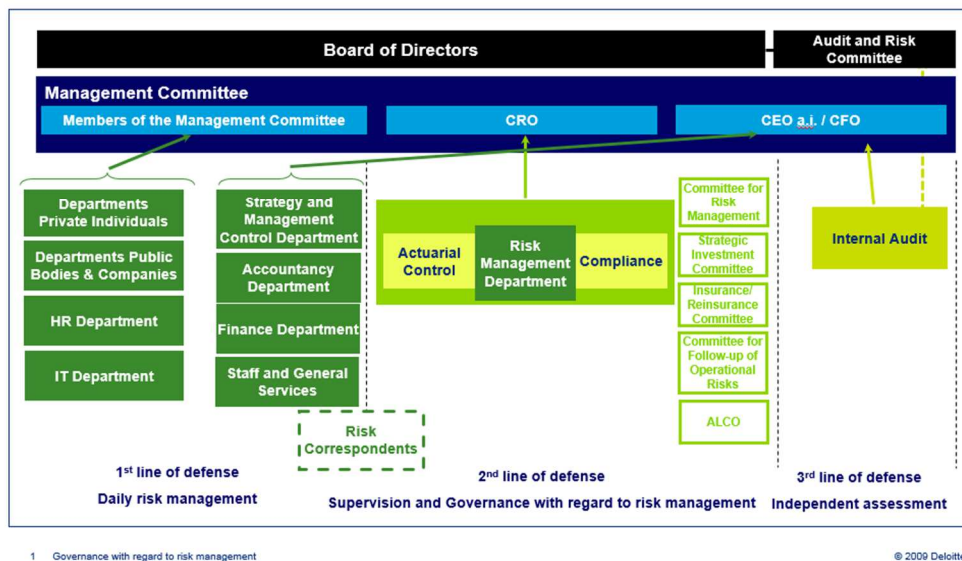 Board of Directors
Audit and Risk
Committee
Management Committee
Members of the Management Committee
CRO
CEO a.i. / CFO
Departments
Private Individuals
Departments Public
Bodies & Companies
HR Department
IT Department
Strategy and
Management
Control Department
Accountancy
Department
Finance Department
Staff and General
Services
Risk
Correspondents
Actuarial
Control
Risk
Management
Department
Compliance
Committee for
Risk
Management
Strategic
Investment
Committee
Insurance/
Reinsurance
Committee
Committee for
Follow-up of
Operational
Risks
ALCO
Internal Audit
1st line of defense
Daily risk management
2nd line of defense
Supervision and Governance with regard to risk management
3rd line of defense
Independent assessment
1 Governance with regard to risk management
© 2009 Deloitte